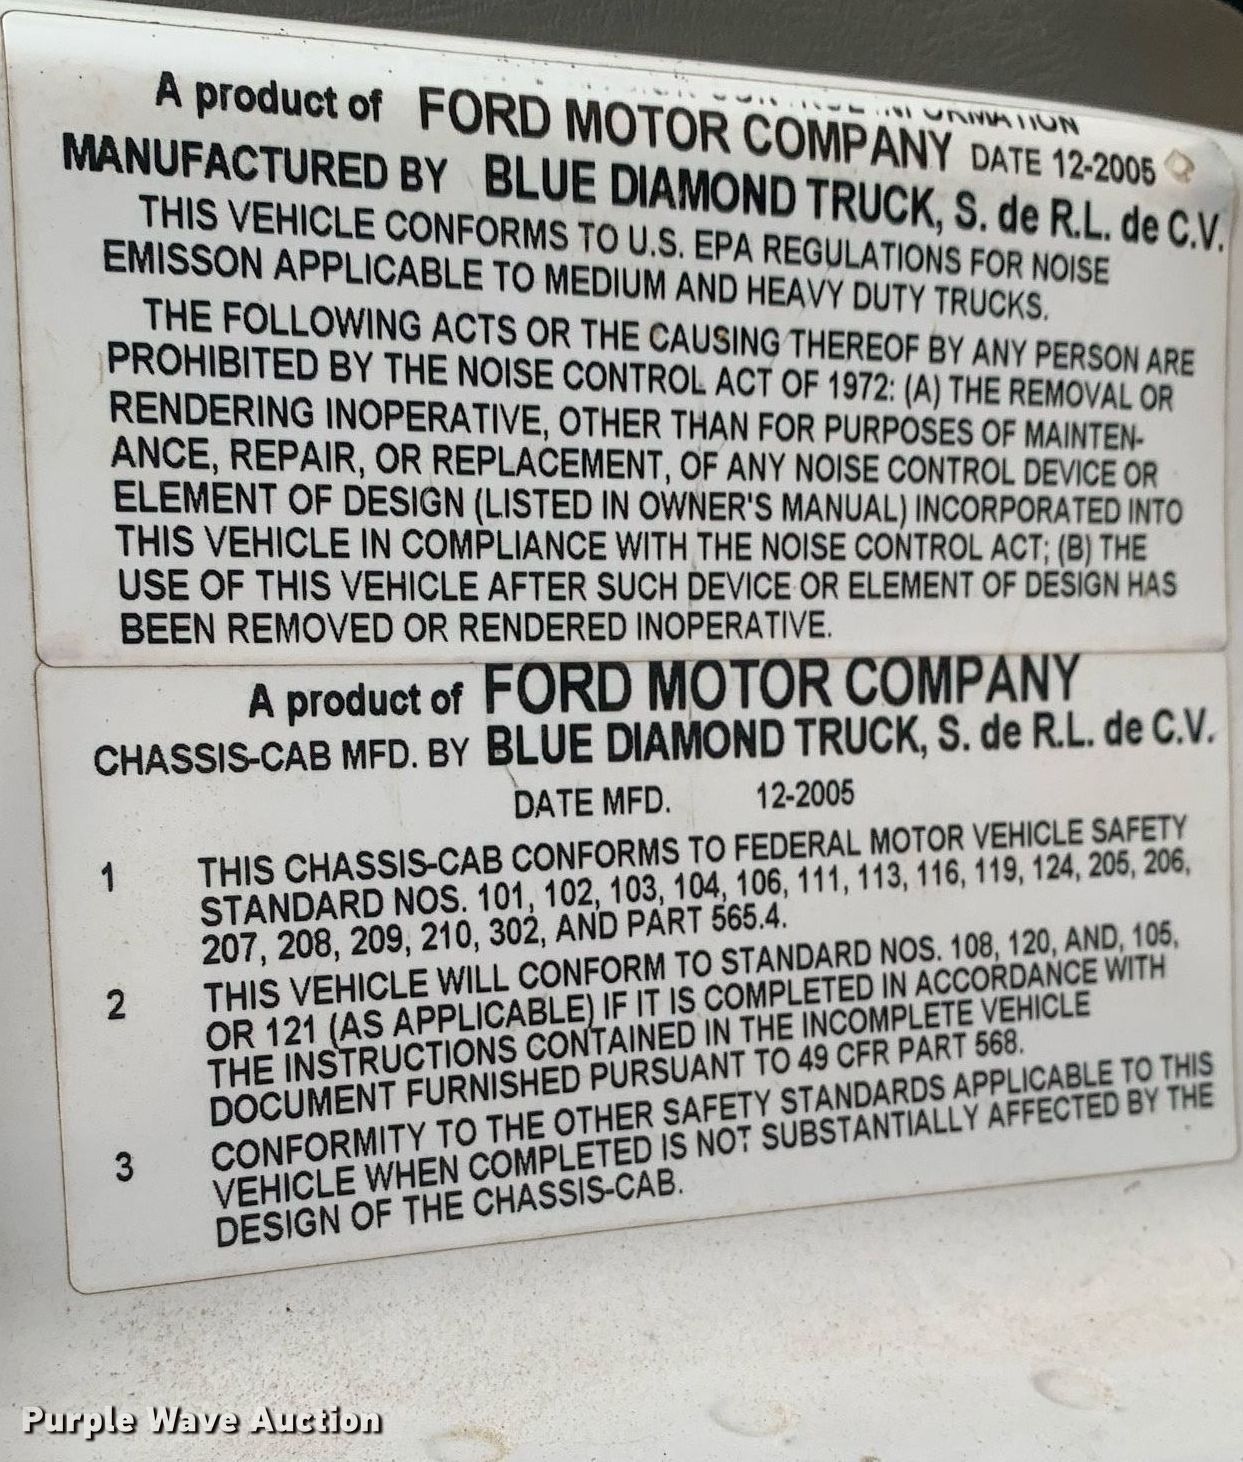 A product of FORD MOTOR COMPANY DATE 12-2005
MANUFACTURED BY BLUE DIAMOND TRUCK, S. de R.L. de C.V.
THIS VEHICLE CONFORMS TO U.S. EPA REGULATIONS FOR NOISE
EMISSON APPLICABLE TO MEDIUM AND HEAVY DUTY TRUCKS.
THE FOLLOWING ACTS OR THE CAUSING THEREOF BY ANY PERSON ARE
PROHIBITED BY THE NOISE CONTROL ACT OF 1972: (A) THE REMOVAL OR
RENDERING INOPERATIVE, OTHER THAN FOR PURPOSES OF MAINTEN-
ANCE, REPAIR, OR REPLACEMENT, OF ANY NOISE CONTROL DEVICE OR
ELEMENT OF DESIGN (LISTED IN OWNER'S MANUAL) INCORPORATED INTO
THIS VEHICLE IN COMPLIANCE WITH THE NOISE CONTROL ACT; (B) THE
USE OF THIS VEHICLE AFTER SUCH DEVICE OR ELEMENT OF DESIGN HAS
BEEN REMOVED OR RENDERED INOPERATIVE.
A product of FORD MOTOR COMPANY
CHASSIS-CAB MFD. BY BLUE DIAMOND TRUCK, S. de R.L. de C.V.
DATE MFD. 12-2005
1 THIS CHASSIS-CAB CONFORMS TO FEDERAL MOTOR VEHICLE SAFETY
STANDARD NOS. 101, 102, 103, 104, 106, 111, 113, 116, 119, 124, 205, 206,
207, 208, 209, 210, 302, AND PART 565.4.
2 THIS VEHICLE WILL CONFORM TO STANDARD NOS. 108, 120, AND, 105,
OR 121 (AS APPLICABLE) IF IT IS COMPLETED IN ACCORDANCE WITH
THE INSTRUCTIONS CONTAINED IN THE INCOMPLETE VEHICLE
DOCUMENT FURNISHED PURSUANT TO 49 CFR PART 568.
3 CONFORMITY TO THE OTHER SAFETY STANDARDS APPLICABLE TO THIS
VEHICLE WHEN COMPLETED IS NOT SUBSTANTIALLY AFFECTED BY THE
DESIGN OF THE CHASSIS-CAB.
Purple Wave Auction